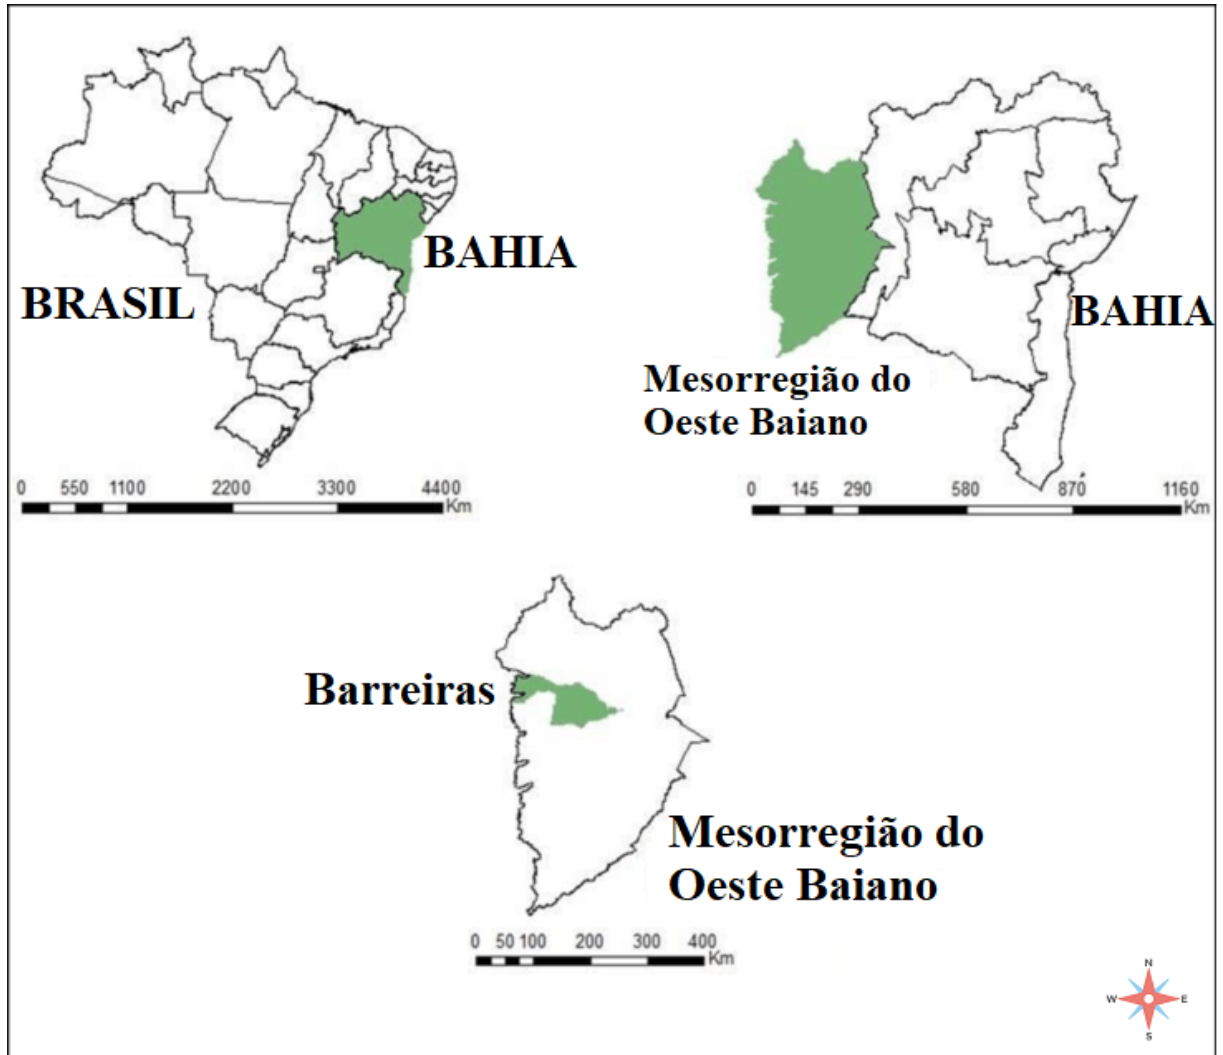 BRASIL
BAHIA
0 550 1100 2200 3300 4400
Km
BAHIA
Mesorregião do
Oeste Baiano
0 145 290 580 870 1160
Km
Barreiras
Mesorregião do
Oeste Baiano
0 50 100 200 300 400
Km
N
W E
S